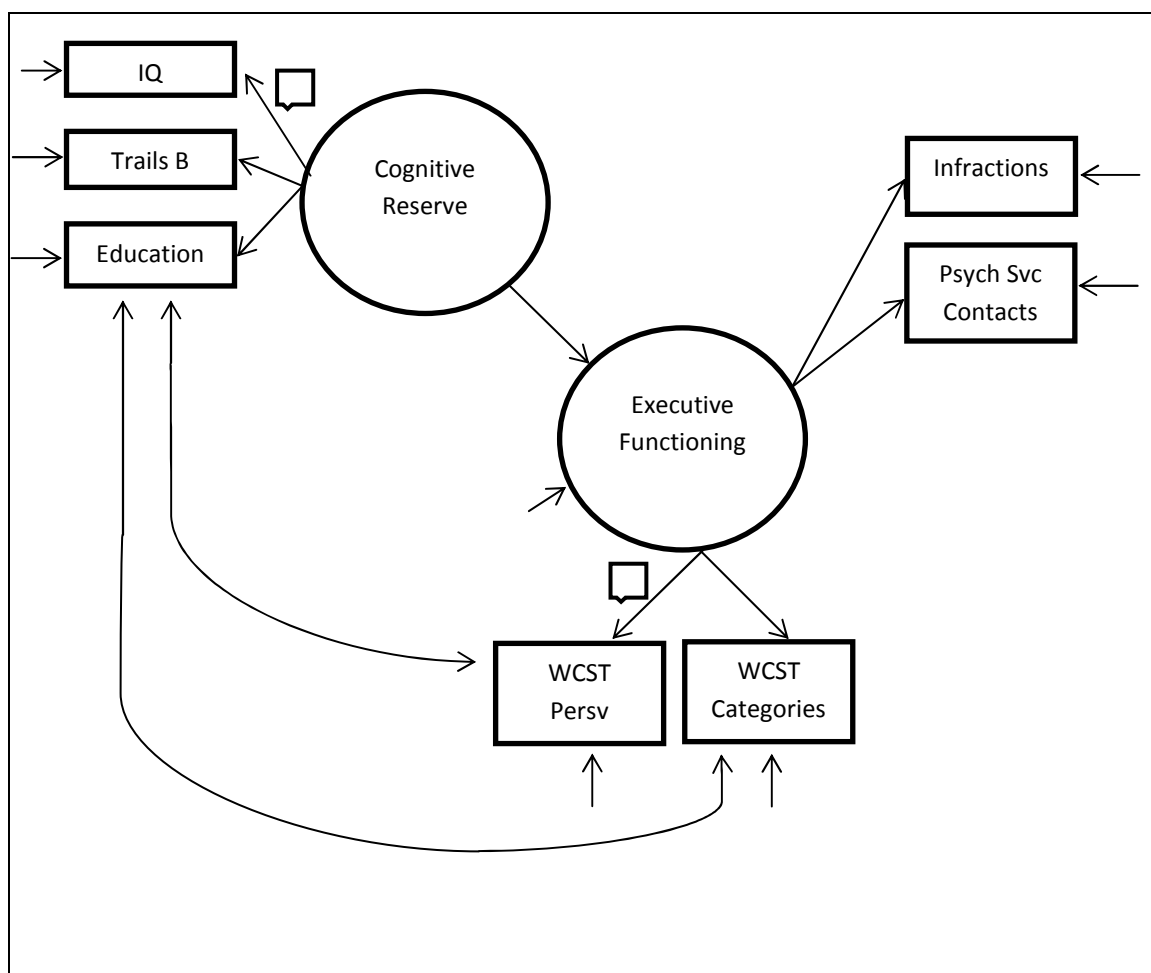 IQ
Trails B
Education
Cognitive
Reserve
Infractions
Psych Svc
Contacts
Executive
Functioning
WCST
Persv
WCST
Categories